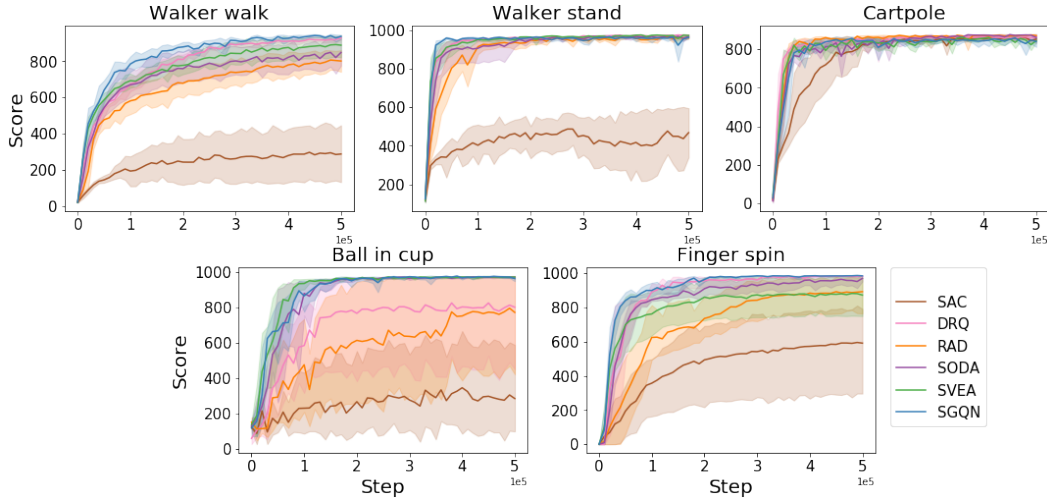 Walker walk
Walker stand
Cartpole
Score
800
600
400
200
0
0 1 2 3 4 5
1e5
1000
800
600
400
200
0 1 2 3 4 5
1e5
800
600
400
200
0
0 1 2 3 4 5
1e5
Ball in cup
Finger spin
Score
1000
800
600
400
200
0
0 1 2 3 4 5
1e5
Step
1000
800
600
400
200
0
0 1 2 3 4 5
1e5
Step
SAC
DRQ
RAD
SODA
SVEA
SGQN